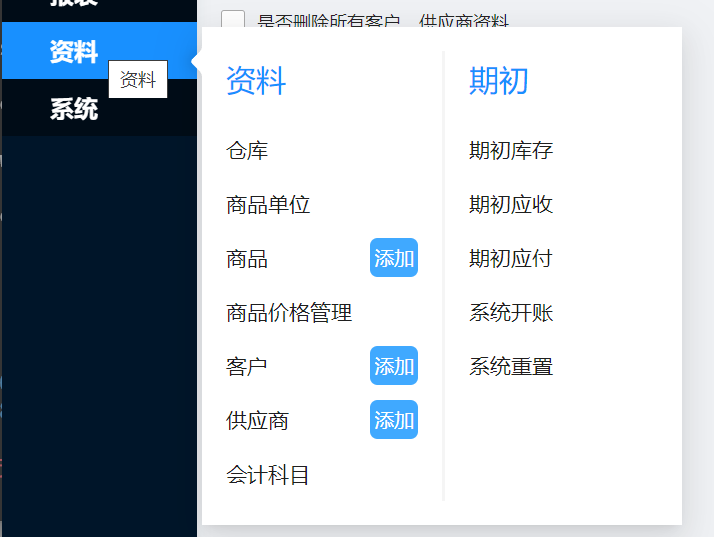 报表
资料
资料
系统
是否删除所有客户、供应商资料
资料
仓库
商品单位
商品 添加
商品价格管理
客户 添加
供应商 添加
会计科目
期初
期初库存
期初应收
期初应付
系统开账
系统重置